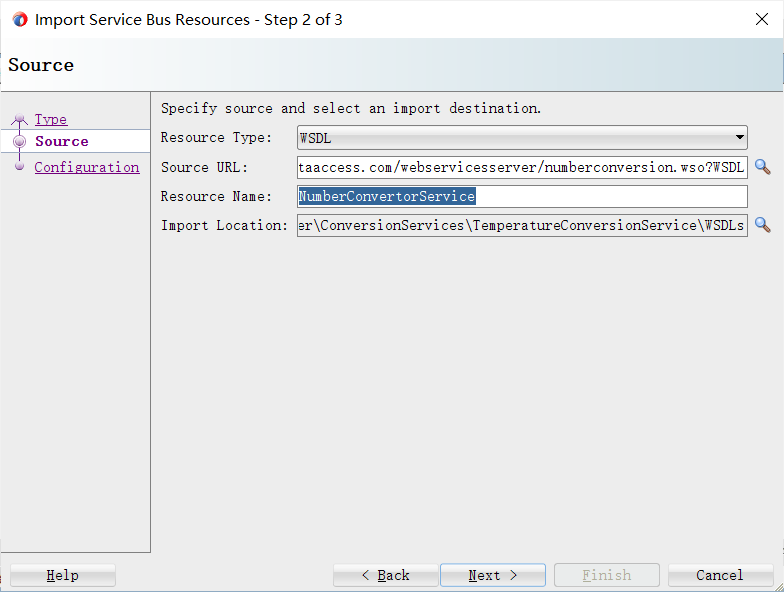 Import Service Bus Resources - Step 2 of 3
Source
Type
Source
Configuration
Specify source and select an import destination.
Resource Type: WSDL
Source URL: taaccess.com/webservicesserver/numberconversion.wso?WSDL
Resource Name: NumberConvertorService
Import Location: er\ConversionServices\TemperatureConversionService\WSDLs
Help < Back Next > Finish Cancel